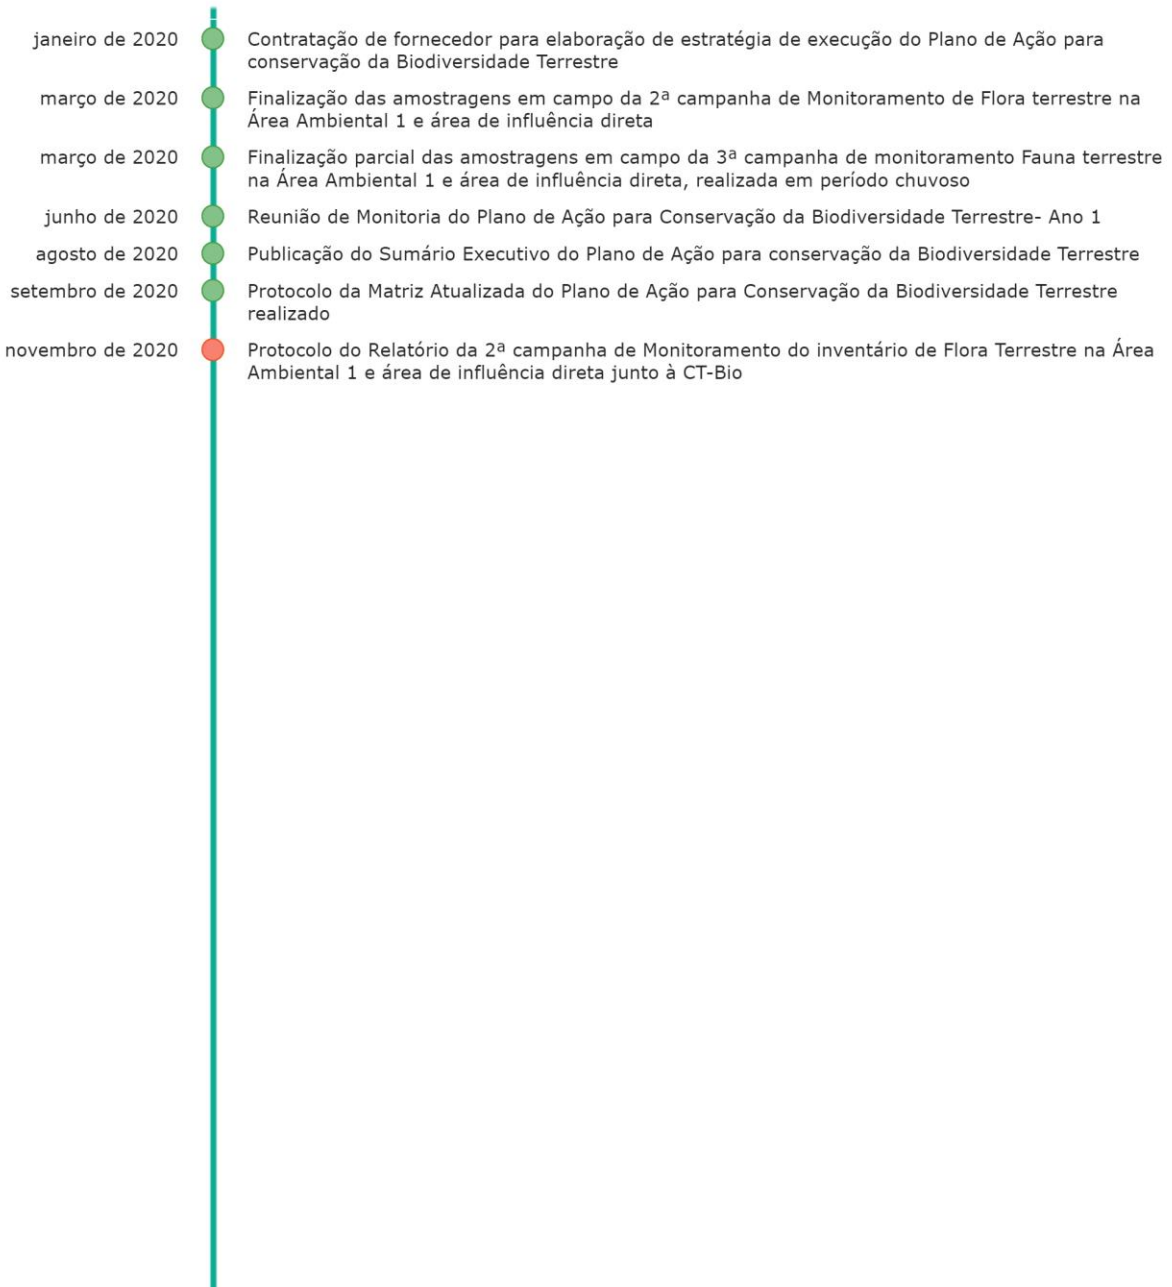 janeiro de 2020 Contratação de fornecedor para elaboração de estratégia de execução do Plano de Ação para
conservação da Biodiversidade Terrestre
março de 2020 Finalização das amostragens em campo da 2ª campanha de Monitoramento de Flora terrestre na
Área Ambiental 1 e área de influência direta
março de 2020 Finalização parcial das amostragens em campo da 3ª campanha de monitoramento Fauna terrestre
na Área Ambiental 1 e área de influência direta, realizada em período chuvoso
junho de 2020 Reunião de Monitoria do Plano de Ação para Conservação da Biodiversidade Terrestre- Ano 1
agosto de 2020 Publicação do Sumário Executivo do Plano de Ação para conservação da Biodiversidade Terrestre
setembro de 2020 Protocolo da Matriz Atualizada do Plano de Ação para Conservação da Biodiversidade Terrestre
realizado
novembro de 2020 Protocolo do Relatório da 2ª campanha de Monitoramento do inventário de Flora Terrestre na Área
Ambiental 1 e área de influência direta junto à CT-Bio